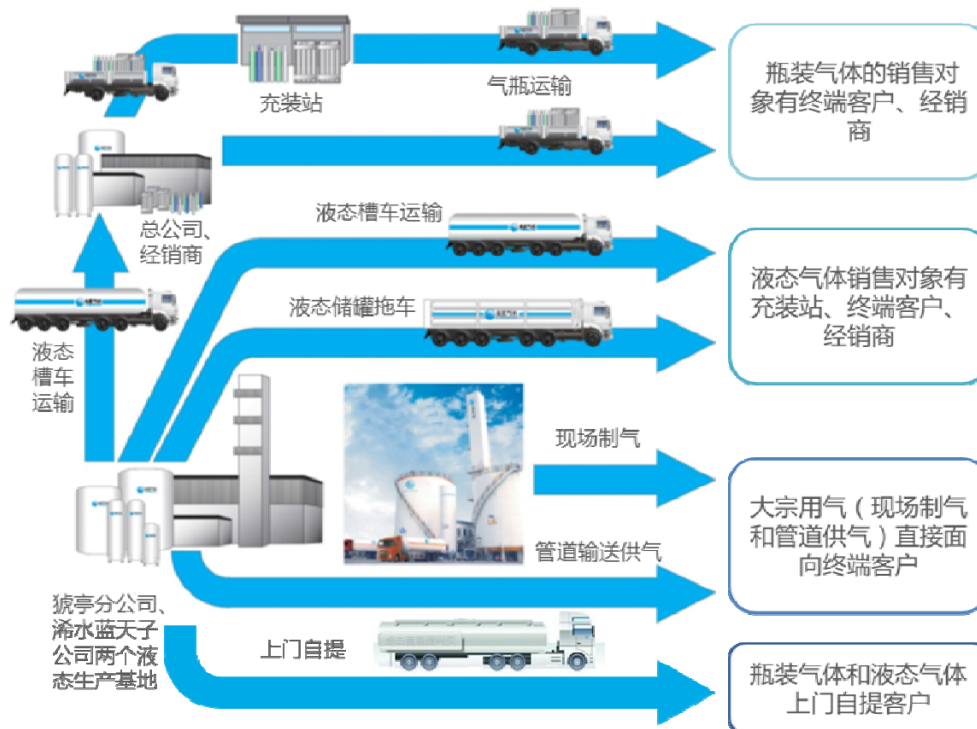 充装站
气瓶运输
瓶装气体的销售对
象有终端客户、经销
商
总公司、
经销商
液态槽车运输
液态储罐拖车
液态气体销售对象有
充装站、终端客户、
经销商
液态
槽车
运输
现场制气
管道输送供气
大宗用气（现场制气
和管道供气）直接面
向终端客户
猇亭分公司、
浠水蓝天子
公司两个液
态生产基地
上门自提
瓶装气体和液态气体
上门自提客户